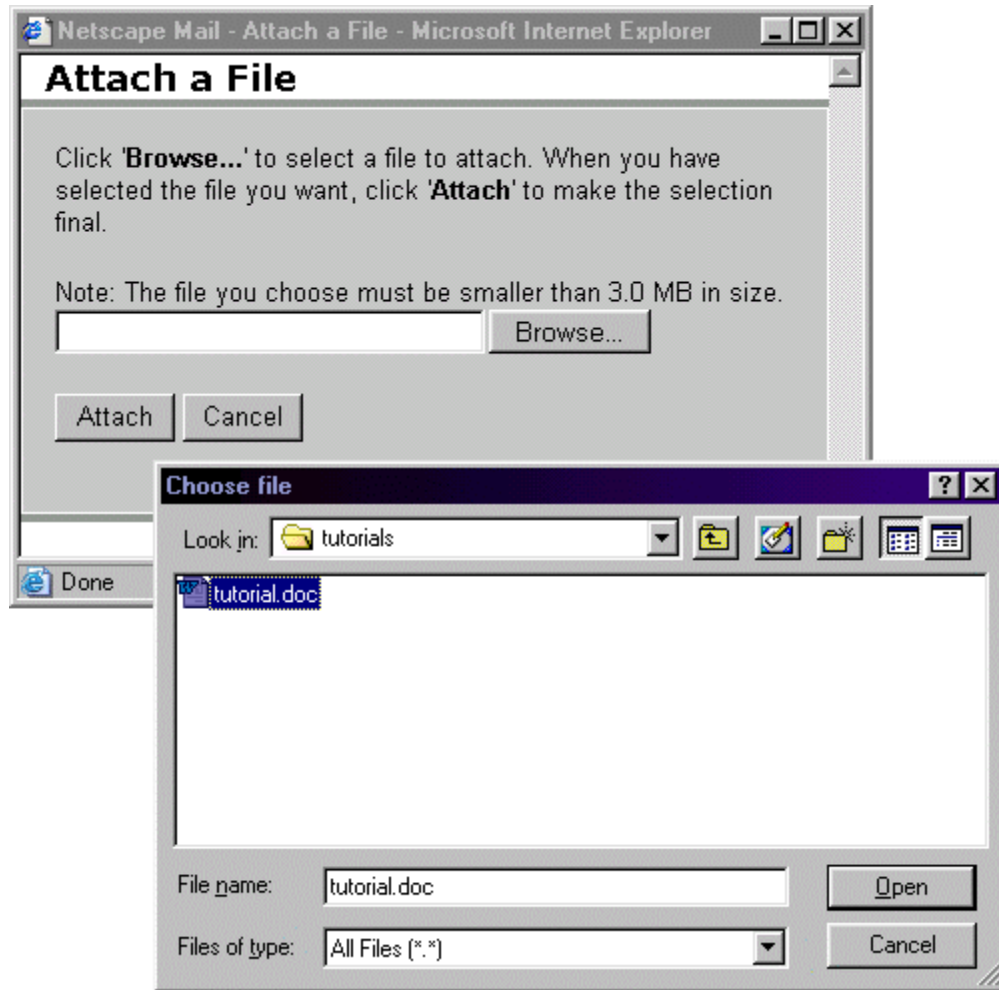 Netscape Mail - Attach a File - Microsoft Internet Explorer
Attach a File
Click 'Browse...' to select a file to attach. When you have
selected the file you want, click 'Attach' to make the selection
final.
Note: The file you choose must be smaller than 3.0 MB in size.
Browse...
Attach Cancel
Done
Choose file
Look in: tutorials
tutorial.doc
File name: tutorial.doc Open
Files of type: All Files (*.*) Cancel